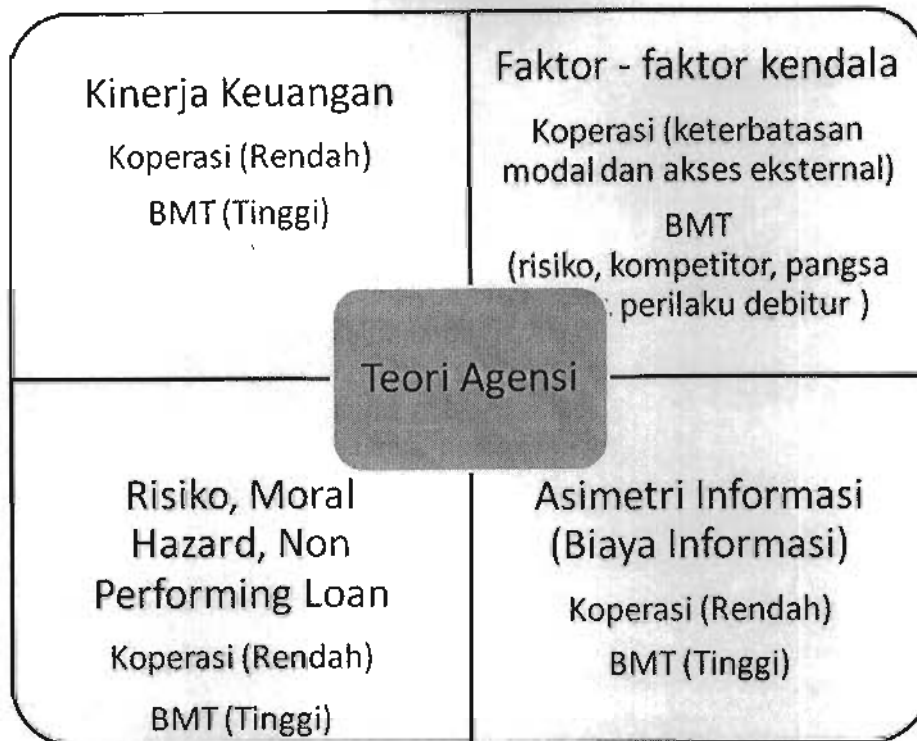 Kinerja Keuangan
Koperasi (Rendah)
BMT (Tinggi)
Faktor - faktor kendala
Koperasi (keterbatasan
modal dan akses eksternal)
BMT
(risiko, kompetitor, pangsa
perilaku debitur )
Teori Agensi
Risiko, Moral
Hazard, Non
Performing Loan
Koperasi (Rendah)
BMT (Tinggi)
Asimetri Informasi
(Biaya Informasi)
Koperasi (Rendah)
BMT (Tinggi)